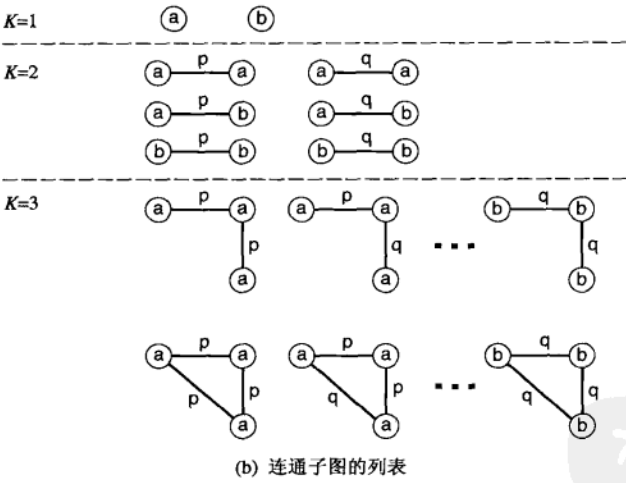 K=1 a b
K=2 a p a a q a
a p b a q b
b p b b q b
K=3 a p a a p a b q b
p q ... q
a a b
a p a a p a b q b
p p q p ... q q
a a b
(b) 连通子图的列表